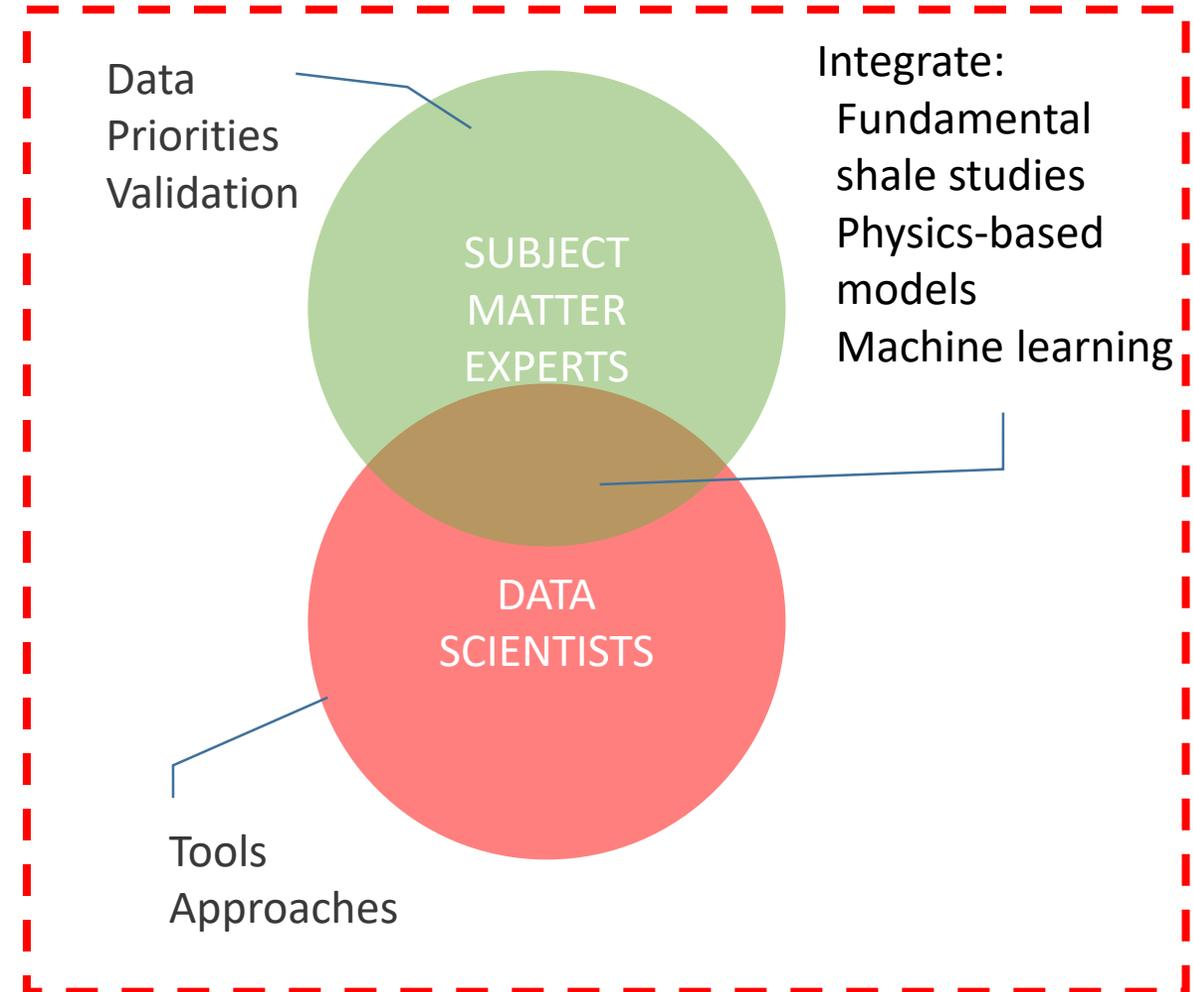 Data
Priorities
Validation
Integrate:
Fundamental
shale studies
Physics-based
models
Machine learning
SUBJECT
MATTER
EXPERTS
DATA
SCIENTISTS
Tools
Approaches